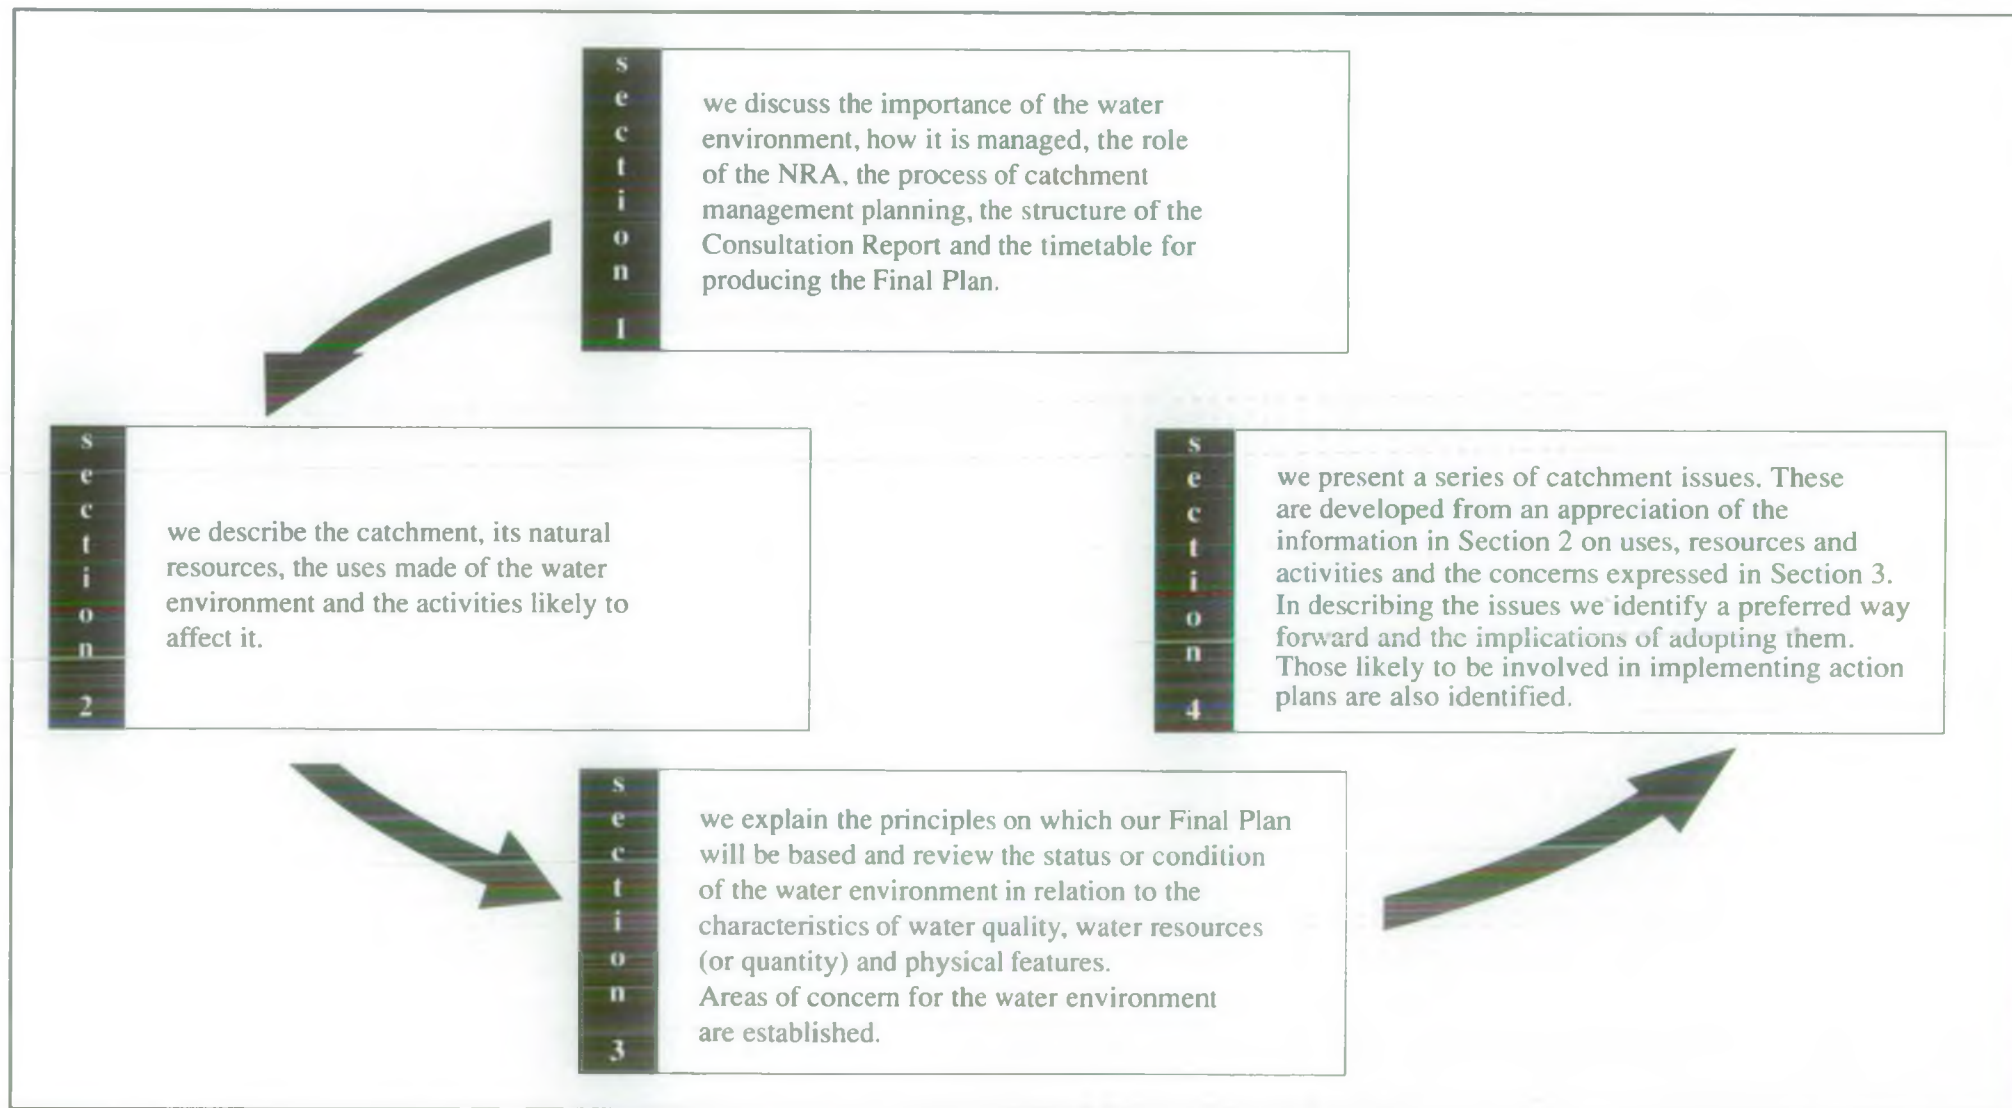 section 1
we discuss the importance of the water
environment, how it is managed, the role
of the NRA, the process of catchment
management planning, the structure of the
Consultation Report and the timetable for
producing the Final Plan.
section 2
we describe the catchment, its natural
resources, the uses made of the water
environment and the activities likely to
affect it.
section 3
we explain the principles on which our Final Plan
will be based and review the status or condition
of the water environment in relation to the
characteristics of water quality, water resources
(or quantity) and physical features.
Areas of concern for the water environment
are established.
section 4
we present a series of catchment issues. These
are developed from an appreciation of the
information in Section 2 on uses, resources and
activities and the concerns expressed in Section 3.
In describing the issues we identify a preferred way
forward and the implications of adopting them.
Those likely to be involved in implementing action
plans are also identified.